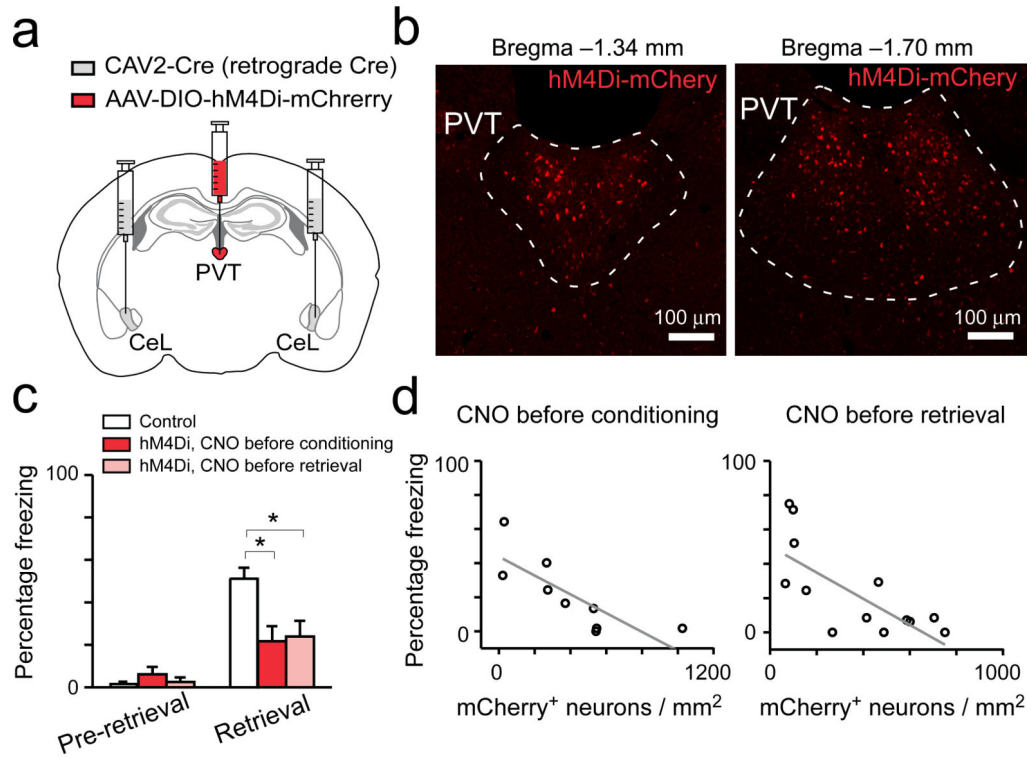 a
CAV2-Cre (retrograde Cre)
AAV-DIO-hM4Di-mChrerry
PVT
CeL
CeL
b
Bregma –1.34 mm
hM4Di-mChery
PVT
100 μm
Bregma –1.70 mm
hM4Di-mChery
PVT
100 μm
c
Control
hM4Di, CNO before conditioning
hM4Di, CNO before retrieval
Percentage freezing
100
0
*
*
Pre-retrieval
Retrieval
d
CNO before conditioning
Percentage freezing
100
0
0
1200
mCherry⁺ neurons / mm²
CNO before retrieval
100
0
0
1000
mCherry⁺ neurons / mm²